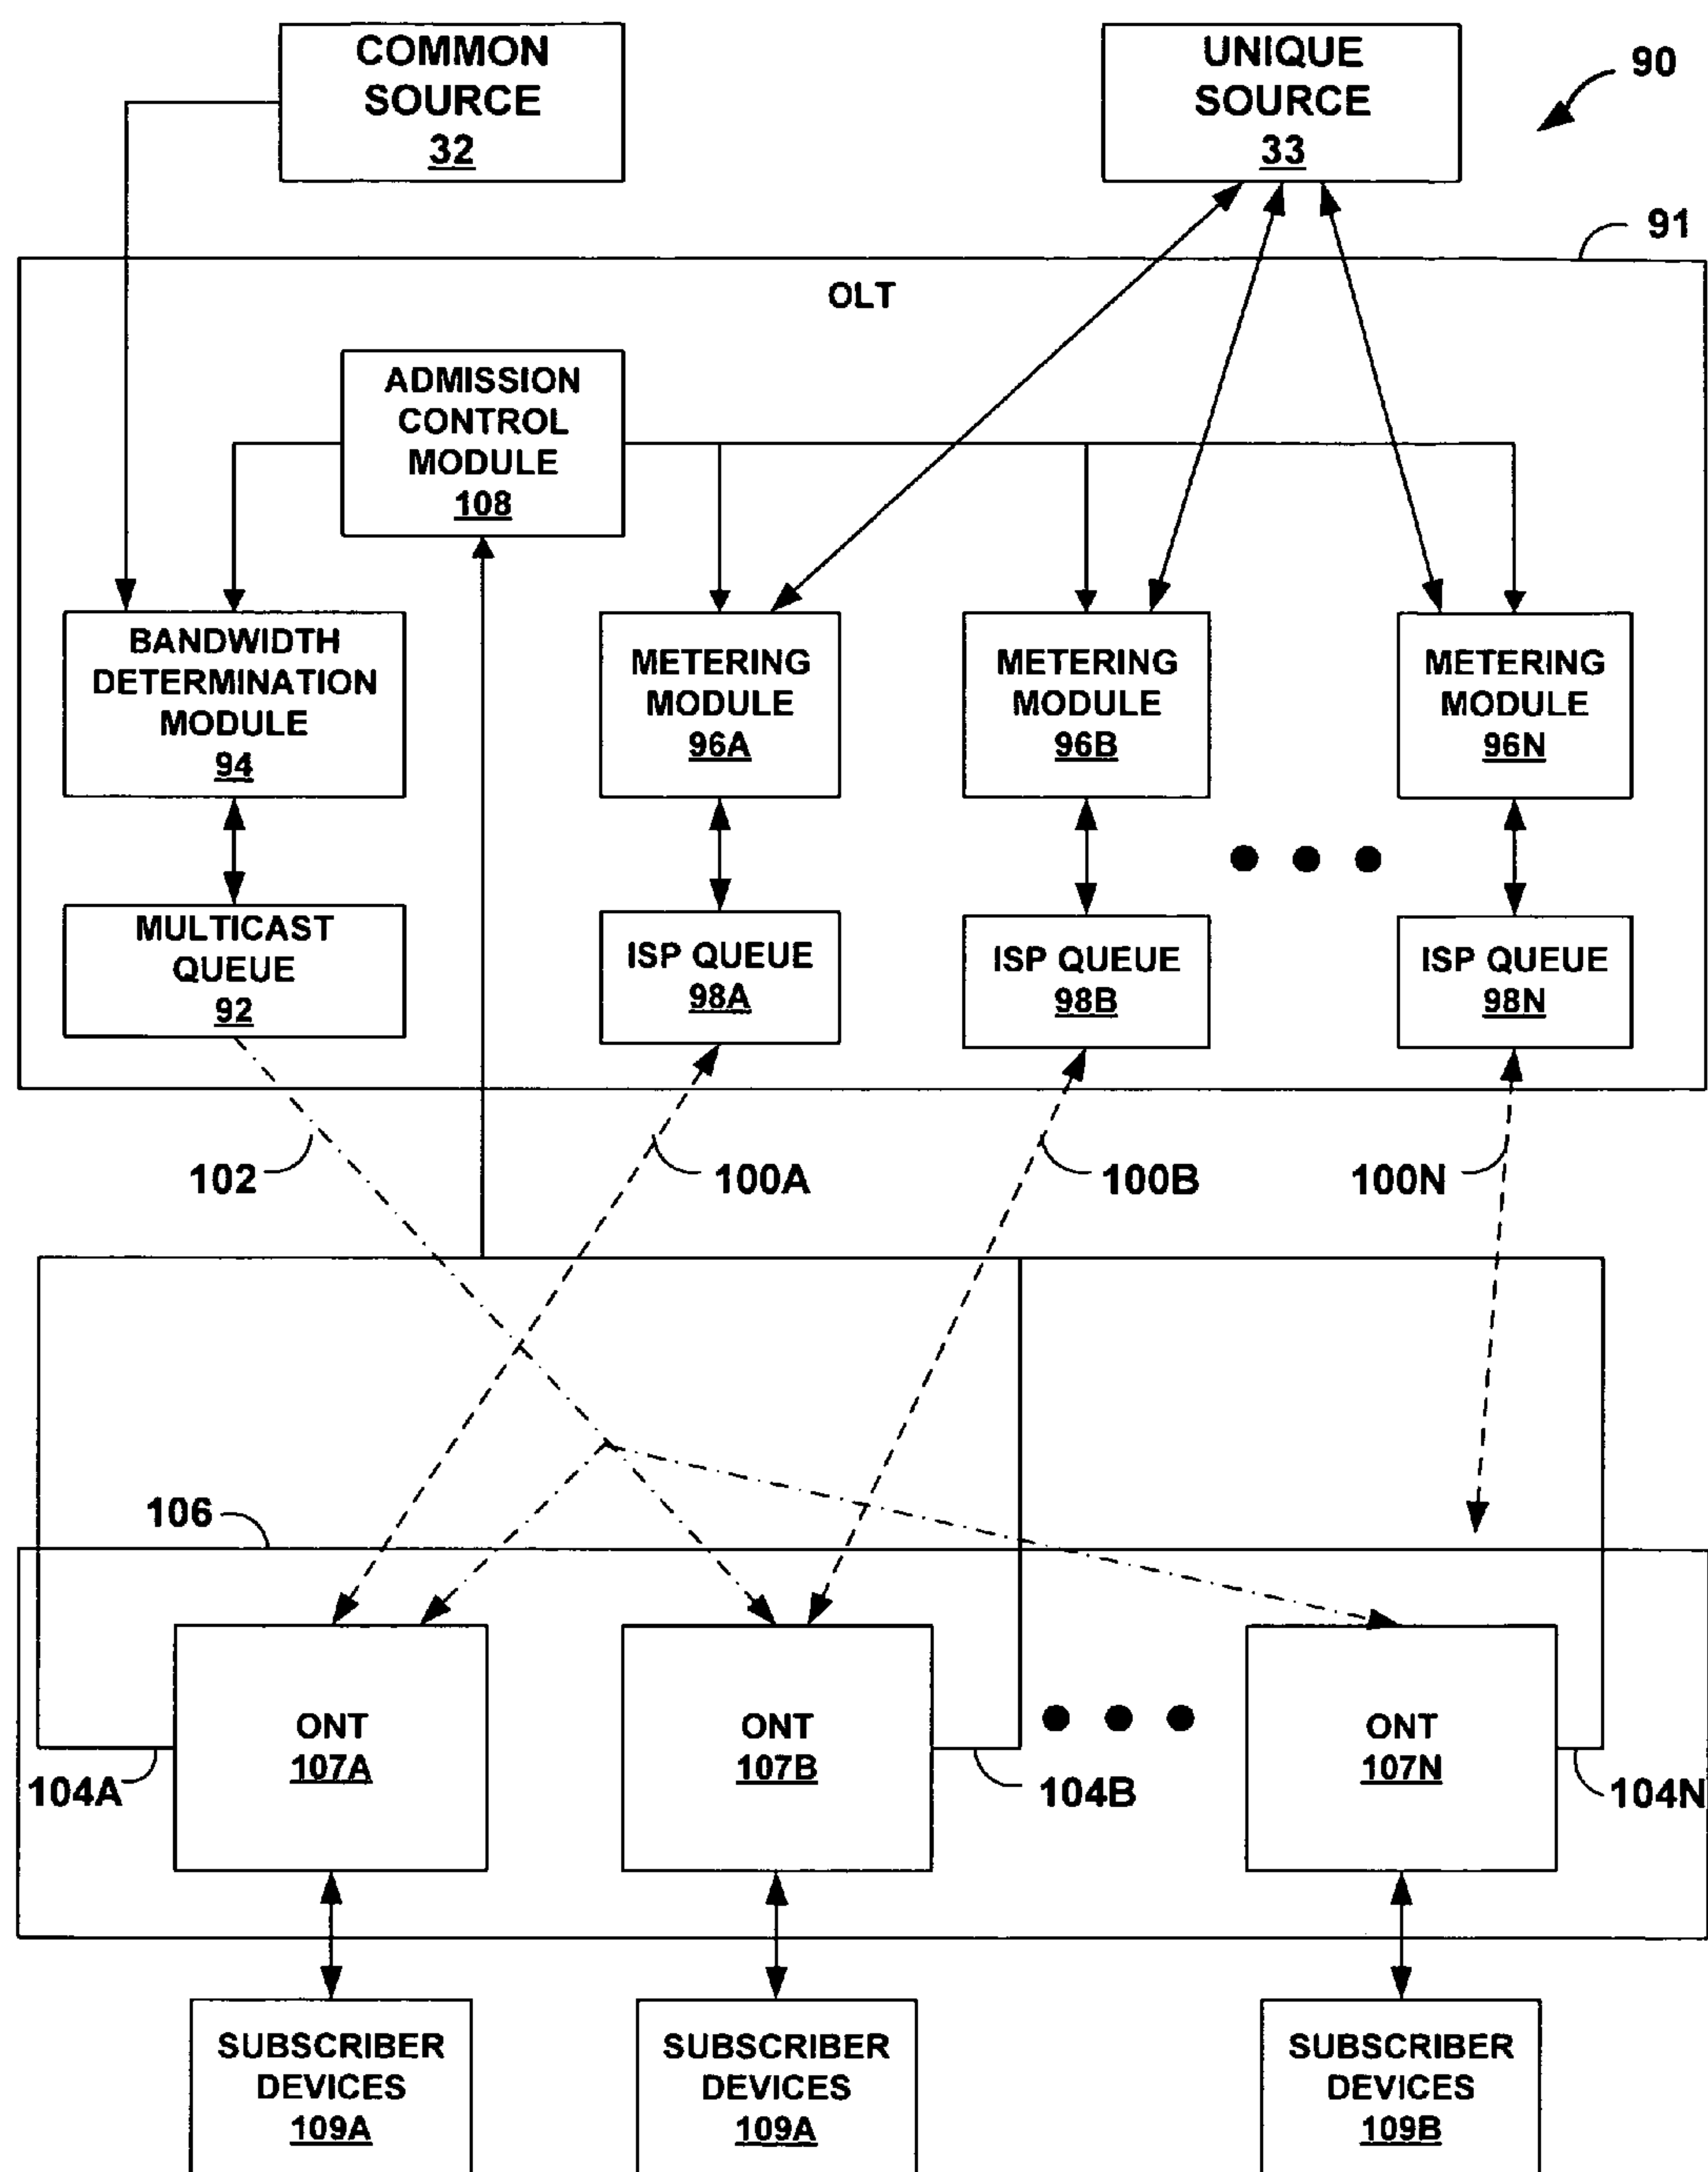 COMMON
SOURCE
32
UNIQUE
SOURCE
33
90
91
OLT
ADMISSION
CONTROL
MODULE
108
BANDWIDTH
DETERMINATION
MODULE
94
METERING
MODULE
96A
METERING
MODULE
96B
METERING
MODULE
96N
MULTICAST
QUEUE
92
ISP QUEUE
98A
ISP QUEUE
98B
ISP QUEUE
98N
102
100A
100B
100N
106
ONT
107A
ONT
107B
ONT
107N
104A
104B
104N
SUBSCRIBER
DEVICES
109A
SUBSCRIBER
DEVICES
109A
SUBSCRIBER
DEVICES
109B